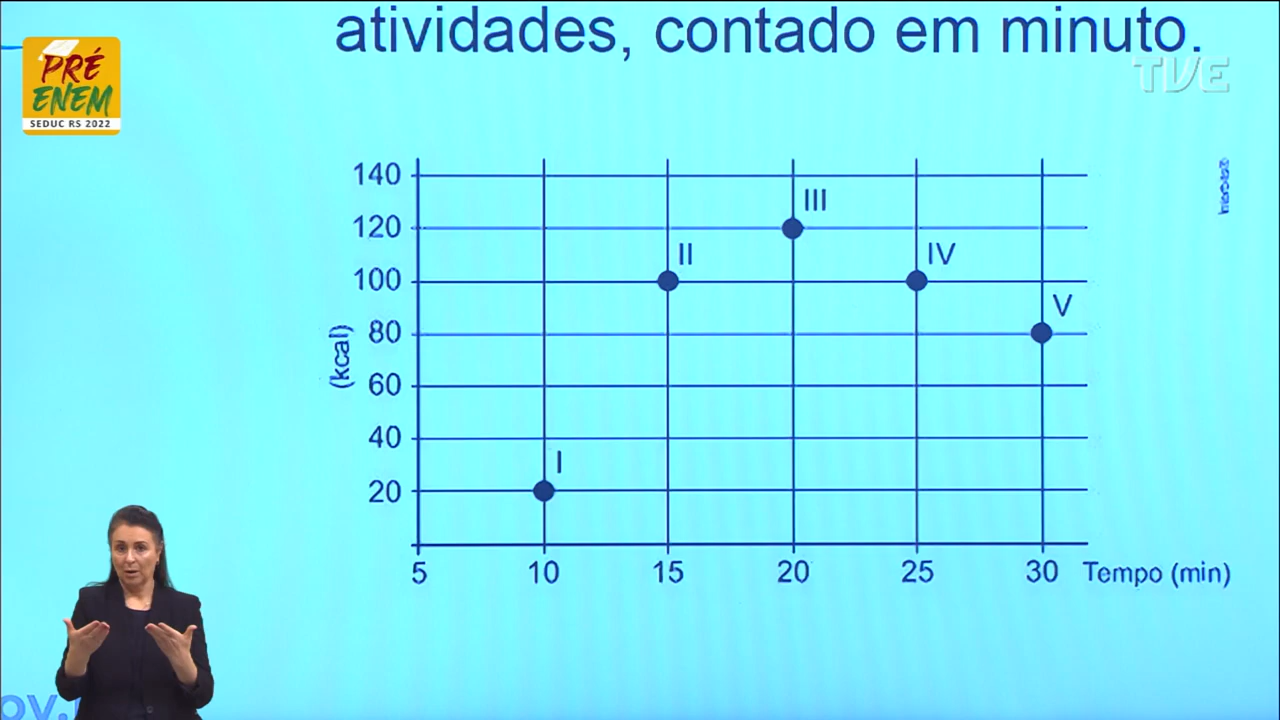 atividades, contado em minuto.
PRÉ
ENEM
SEDUC RS 2022
TVE
140
120
100
80
60
40
20
(kcal)
I
II
III
IV
V
5 10 15 20 25 30 Tempo (min)